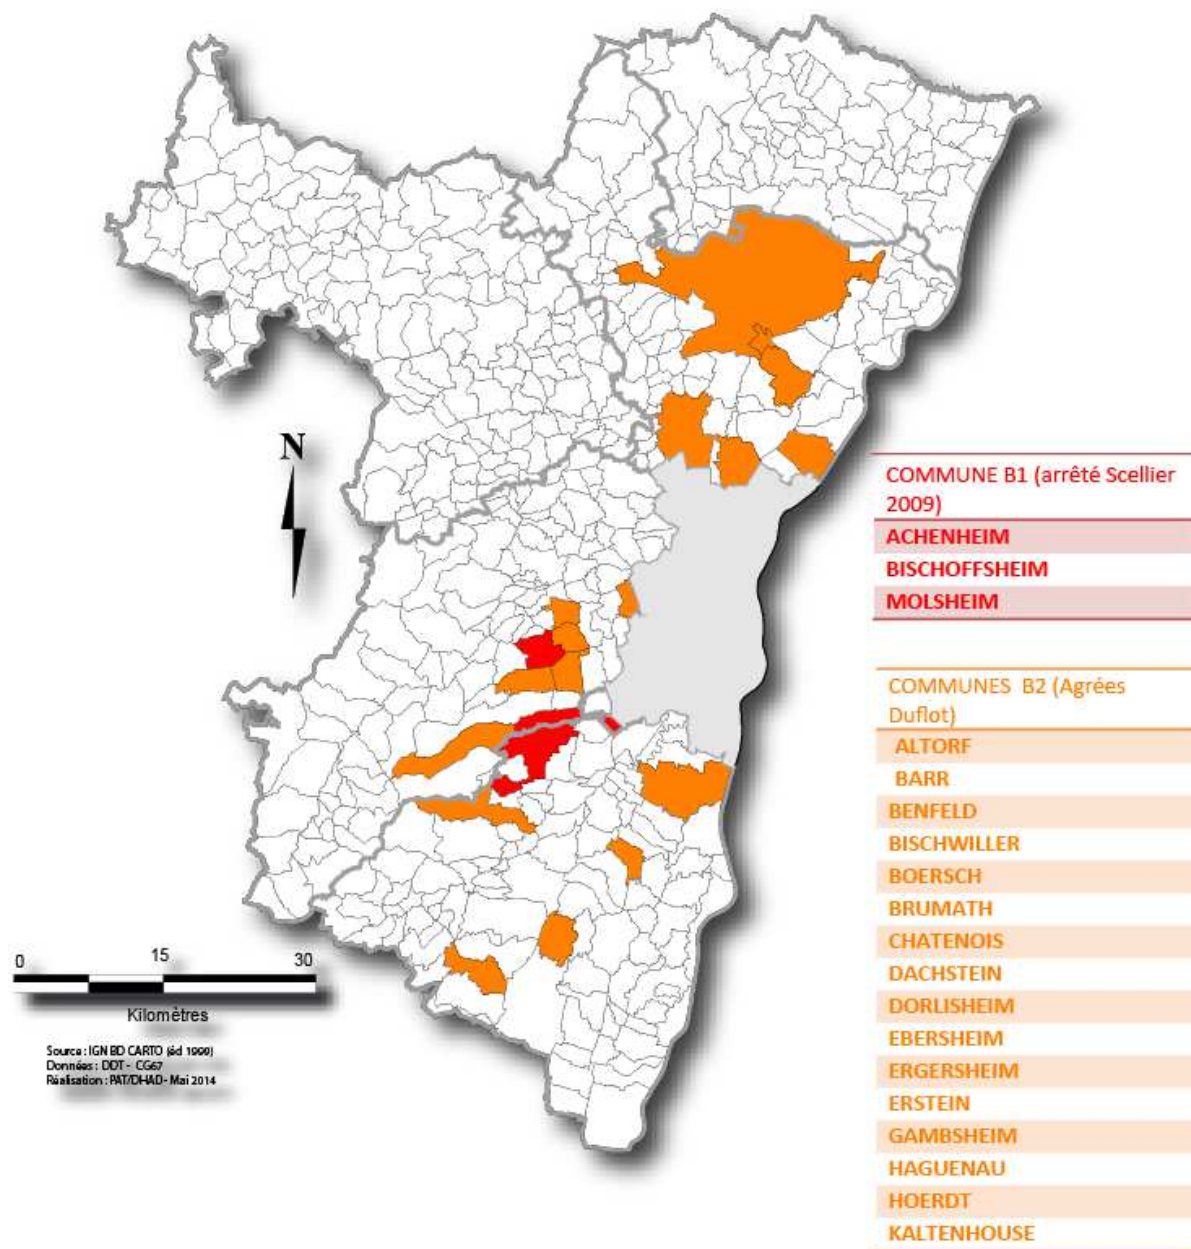 N
0
15
30
Kilomètres
Source : IGN BD CARTO (éd 1999)
Données : DDT - CG67
Réalisation : PAT/DHAD - Mai 2014
COMMUNE B1 (arrêté Scellier
2009)
ACHENHEIM
BISCHOFFSHEIM
MOLSHEIM
COMMUNES B2 (Agrées
Duflot)
ALTORF
BARR
BENFELD
BISCHWILLER
BOERSCH
BRUMATH
CHATENOIS
DACHSTEIN
DORLISHEIM
EBERSHEIM
ERGERSHEIM
ERSTEIN
GAMBSHEIM
HAGUENAU
HOERDT
KALTENHOUSE